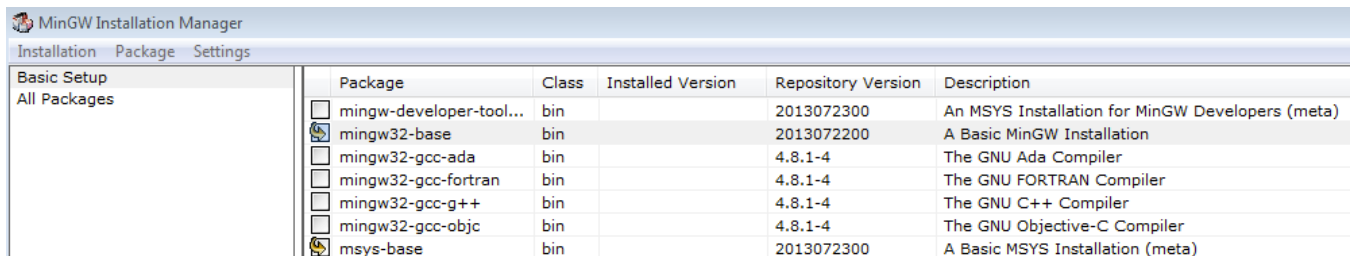 MinGW Installation Manager
Installation Package Settings
Basic Setup
All Packages
Package Class Installed Version Repository Version Description
mingw-developer-tool... bin 2013072300 An MSYS Installation for MinGW Developers (meta)
mingw32-base bin 2013072200 A Basic MinGW Installation
mingw32-gcc-ada bin 4.8.1-4 The GNU Ada Compiler
mingw32-gcc-fortran bin 4.8.1-4 The GNU FORTRAN Compiler
mingw32-gcc-g++ bin 4.8.1-4 The GNU C++ Compiler
mingw32-gcc-objc bin 4.8.1-4 The GNU Objective-C Compiler
msys-base bin 2013072300 A Basic MSYS Installation (meta)